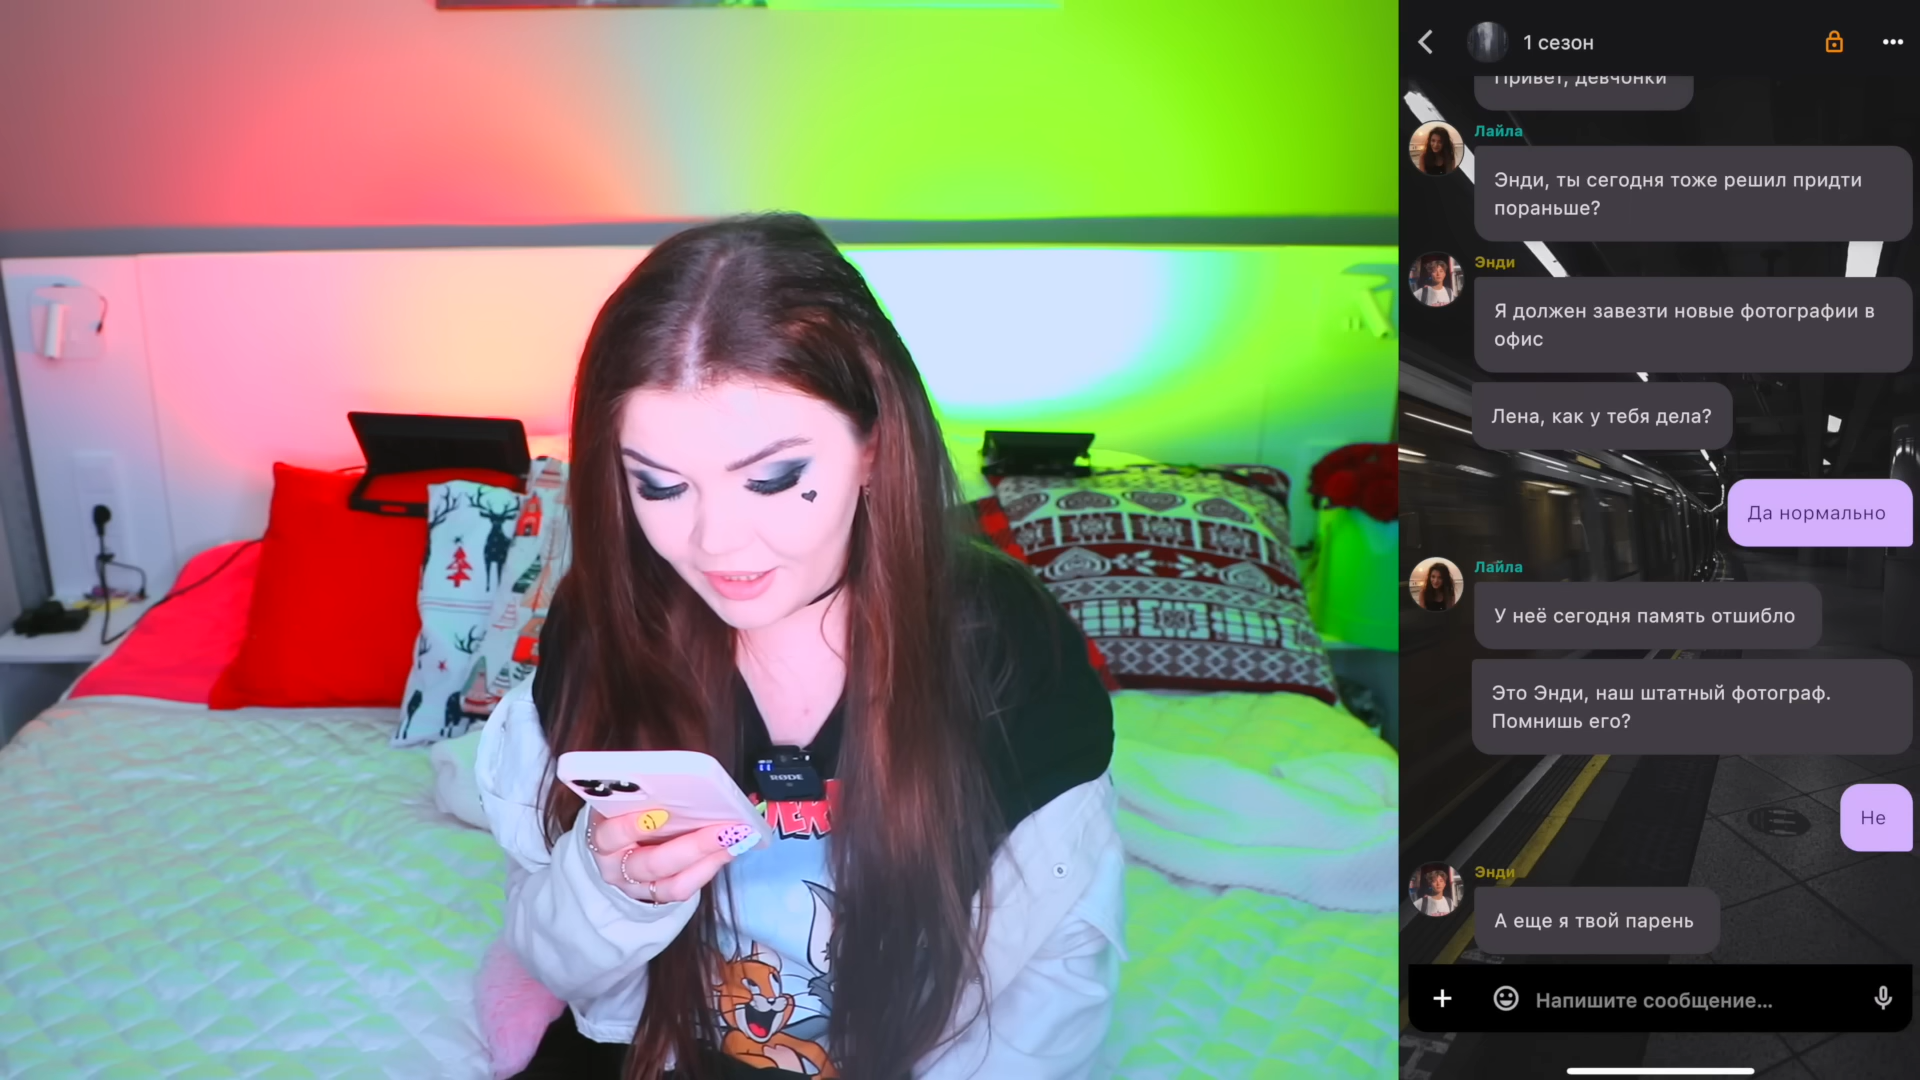 1 сезон
Привет, девчонки
Лайла
Энди, ты сегодня тоже решил придти
пораньше?
Энди
Я должен завезти новые фотографии в
офис
Лена, как у тебя дела?
Да нормально
Лайла
У неё сегодня память отшибло
Это Энди, наш штатный фотограф.
Помнишь его?
Не
Энди
А еще я твой парень
Напишите сообщение...
RØDE